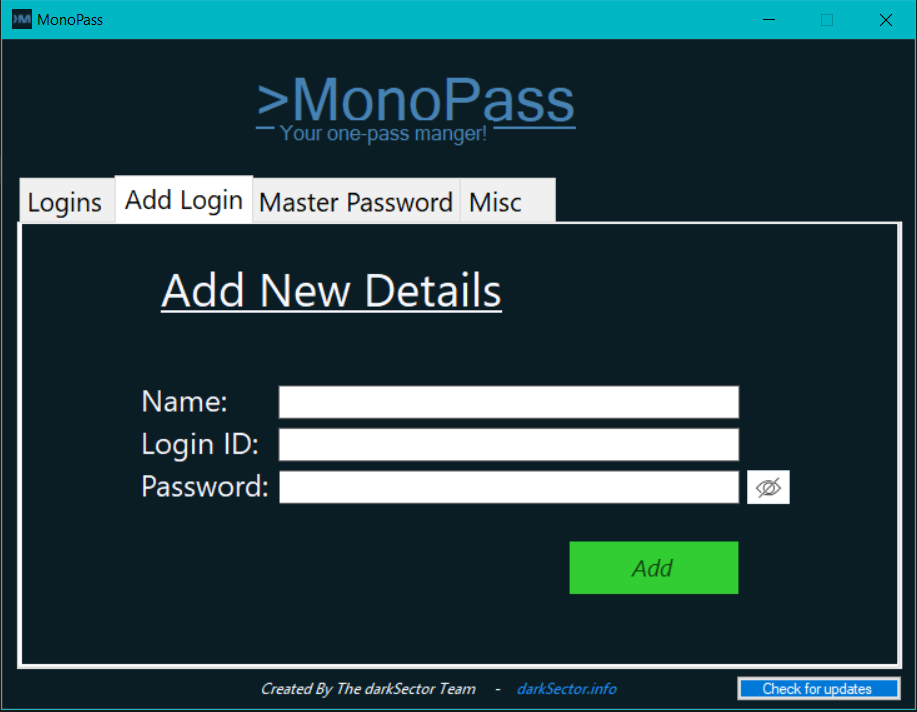 MonoPass
>MonoPass
Your one-pass manger!
Logins Add Login Master Password Misc
Add New Details
Name:
Login ID:
Password:
Add
Created By The darkSector Team - darkSector.info
Check for updates